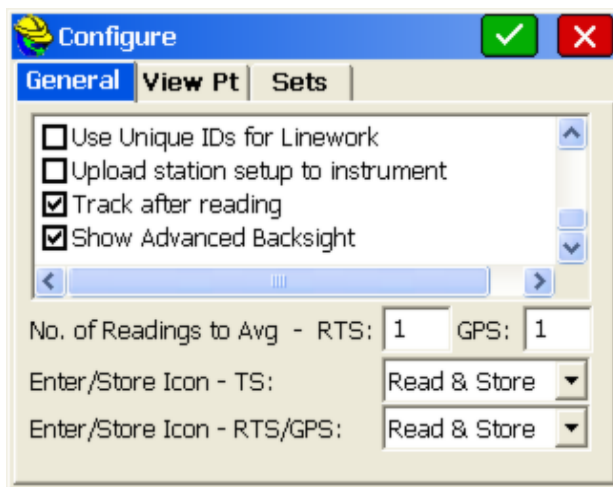 Configure
General View Pt Sets
Use Unique IDs for Linework
Upload station setup to instrument
Track after reading
Show Advanced Backsight
No. of Readings to Avg - RTS: 1 GPS: 1
Enter/Store Icon - TS: Read & Store
Enter/Store Icon - RTS/GPS: Read & Store